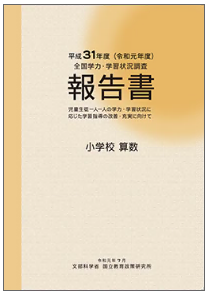 平成31年度(令和元年度)
全国学力・学習状況調査
報告書
児童生徒一人一人の学力・学習状況に
応じた学習指導の改善・充実に向けて
小学校 算数
令和元年7月
文部科学省 国立教育政策研究所